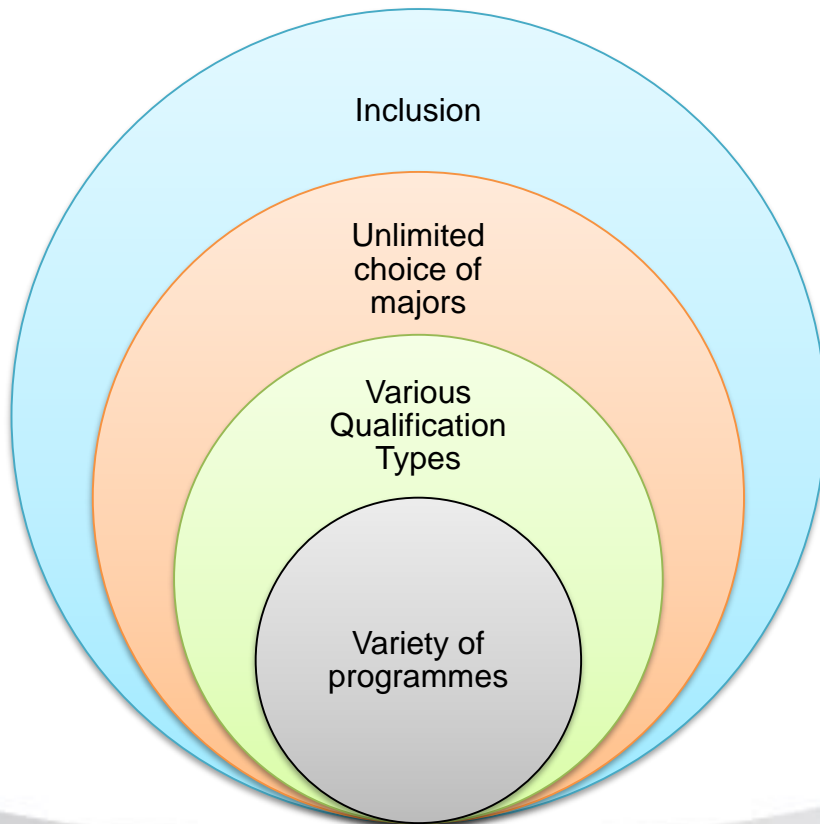 Inclusion
Unlimited
choice of
majors
Various
Qualification
Types
Variety of
programmes